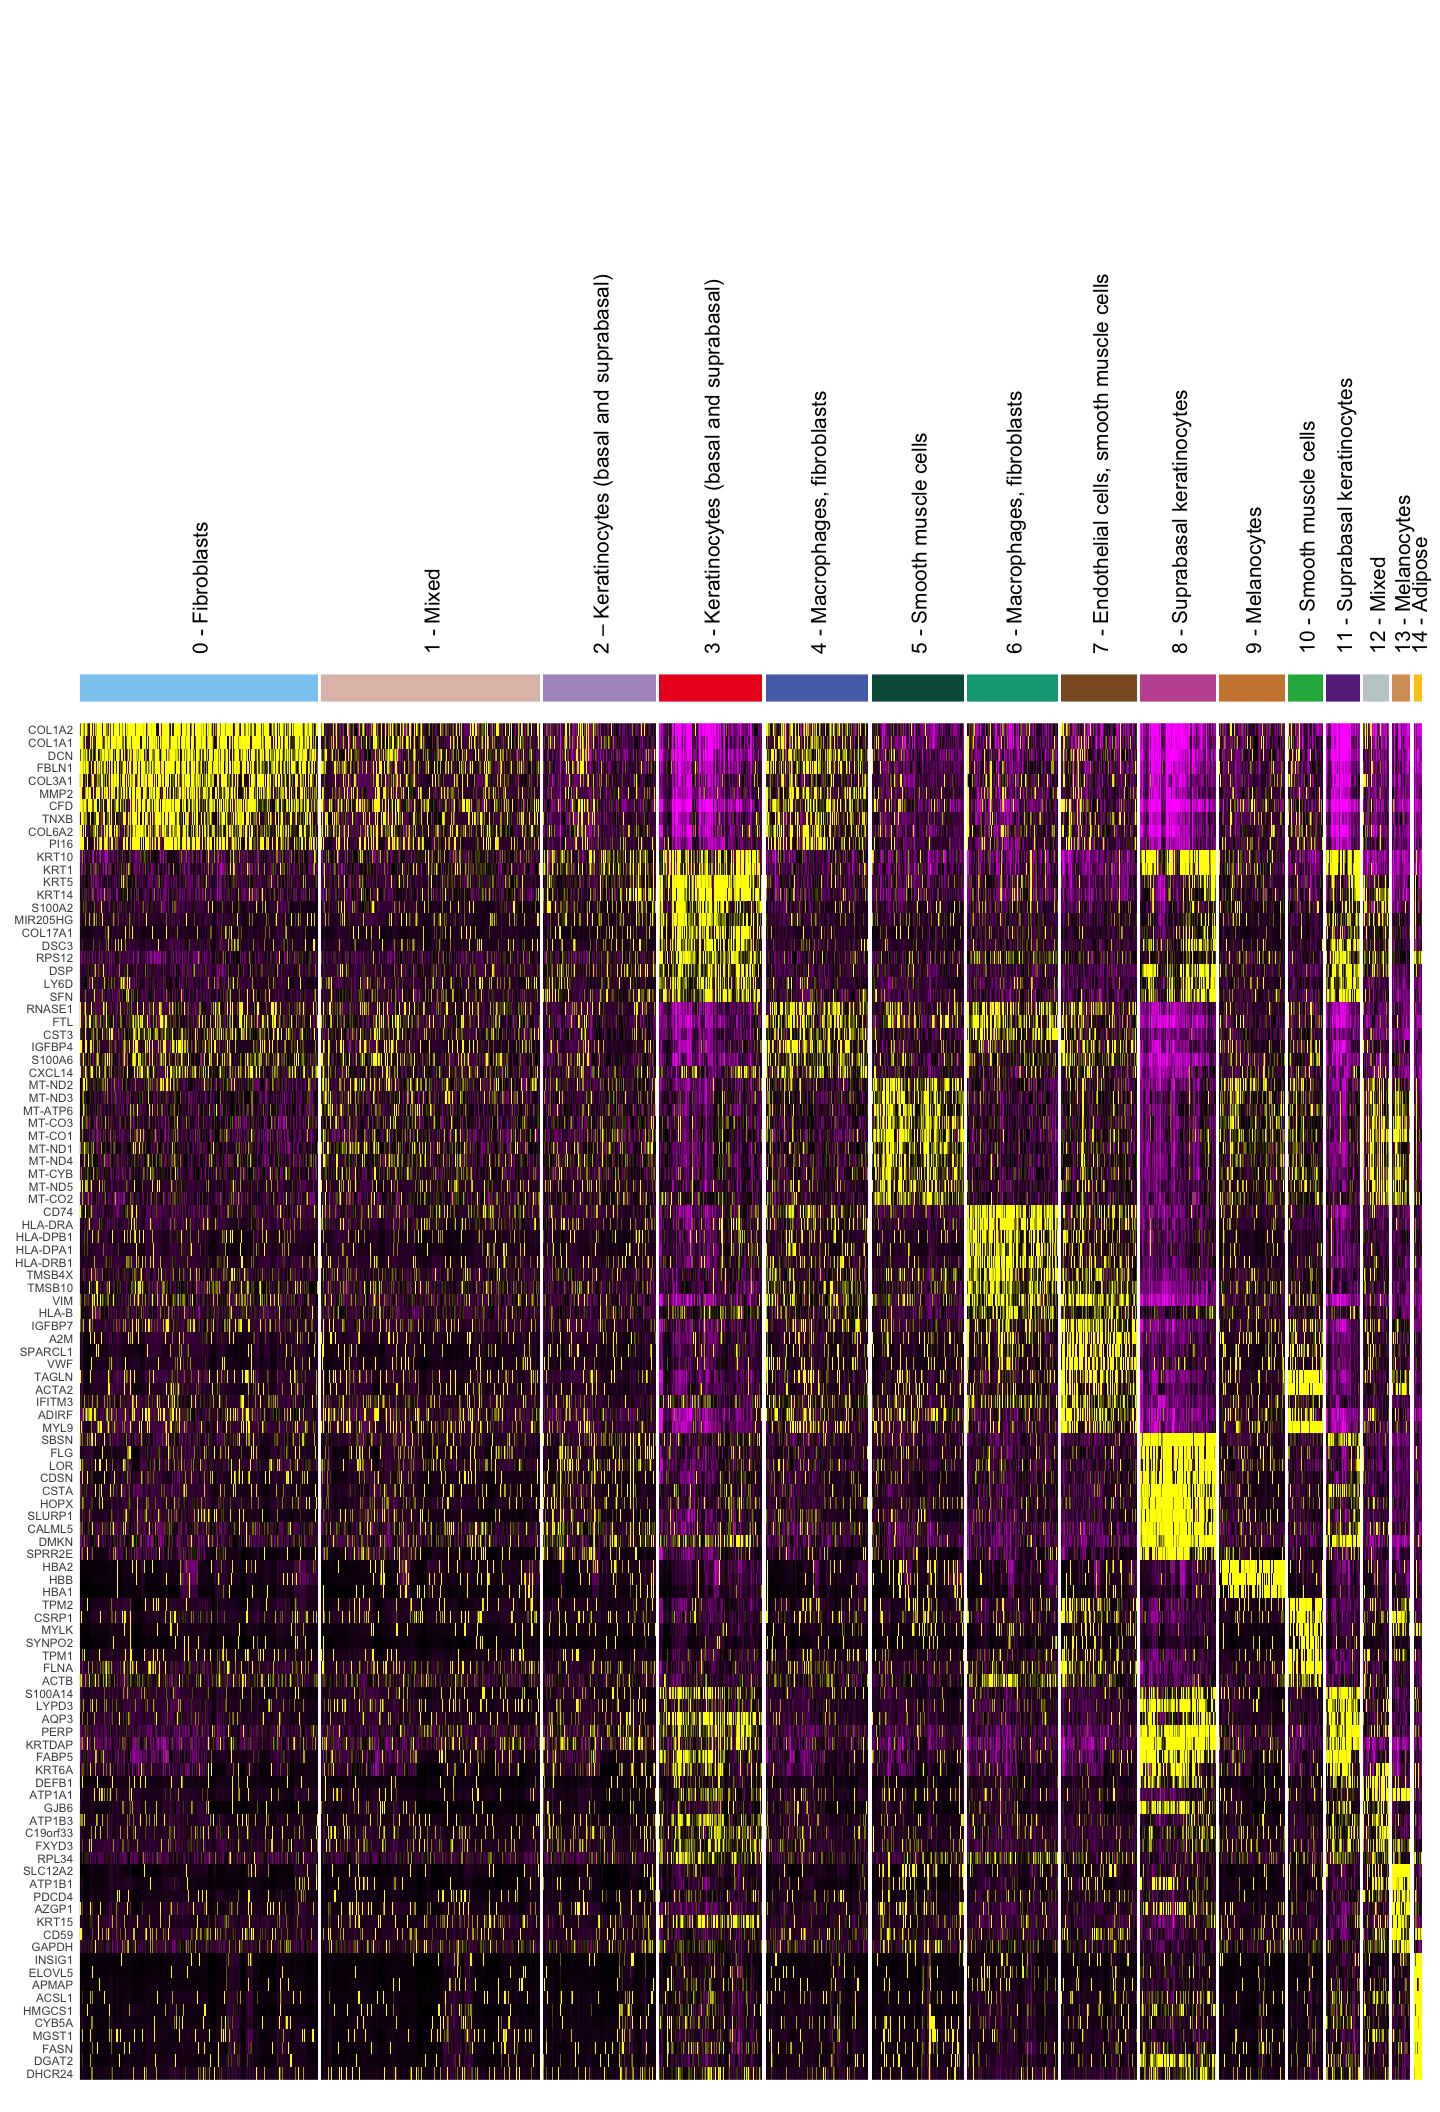 0 - Fibroblasts
1 - Mixed
2 – Keratinocytes (basal and suprabasal)
3 - Keratinocytes (basal and suprabasal)
4 - Macrophages, fibroblasts
5 - Smooth muscle cells
6 - Macrophages, fibroblasts
7 - Endothelial cells, smooth muscle cells
8 - Suprabasal keratinocytes
9 - Melanocytes
10 - Smooth muscle cells
11 - Suprabasal keratinocytes
12 - Mixed
13 - Melanocytes
14 - Adipose
COL1A2
COL1A1
DCN
FBLN1
COL3A1
MMP2
CFD
TNXB
COL6A2
PI16
KRT10
KRT1
KRT5
KRT14
S100A2
MIR205HG
COL17A1
DSC3
RPS12
DSP
LY6D
SFN
RNASE1
FTL
CST3
IGFBP4
S100A6
CXCL14
MT-ND2
MT-ND3
MT-ATP6
MT-CO3
MT-CO1
MT-ND1
MT-ND4
MT-CYB
MT-ND5
MT-CO2
CD74
HLA-DRA
HLA-DPB1
HLA-DPA1
HLA-DRB1
TMSB4X
TMSB10
VIM
HLA-B
IGFBP7
A2M
SPARCL1
VWF
TAGLN
ACTA2
IFITM3
ADIRF
MYL9
SBSN
FLG
LOR
CDSN
CSTA
HOPX
SLURP1
CALML5
DMKN
SPRR2E
HBA2
HBB
HBA1
TPM2
CSRP1
MYLK
SYNPO2
TPM1
FLNA
ACTB
S100A14
LYPD3
AQP3
PERP
KRTDAP
FABP5
KRT6A
DEFB1
ATP1A1
GJB6
ATP1B3
C19orf33
FXYD3
RPL34
SLC12A2
ATP1B1
PDCD4
AZGP1
KRT15
CD59
GAPDH
INSIG1
ELOVL5
APMAP
ACSL1
HMGCS1
CYB5A
MGST1
FASN
DGAT2
DHCR24